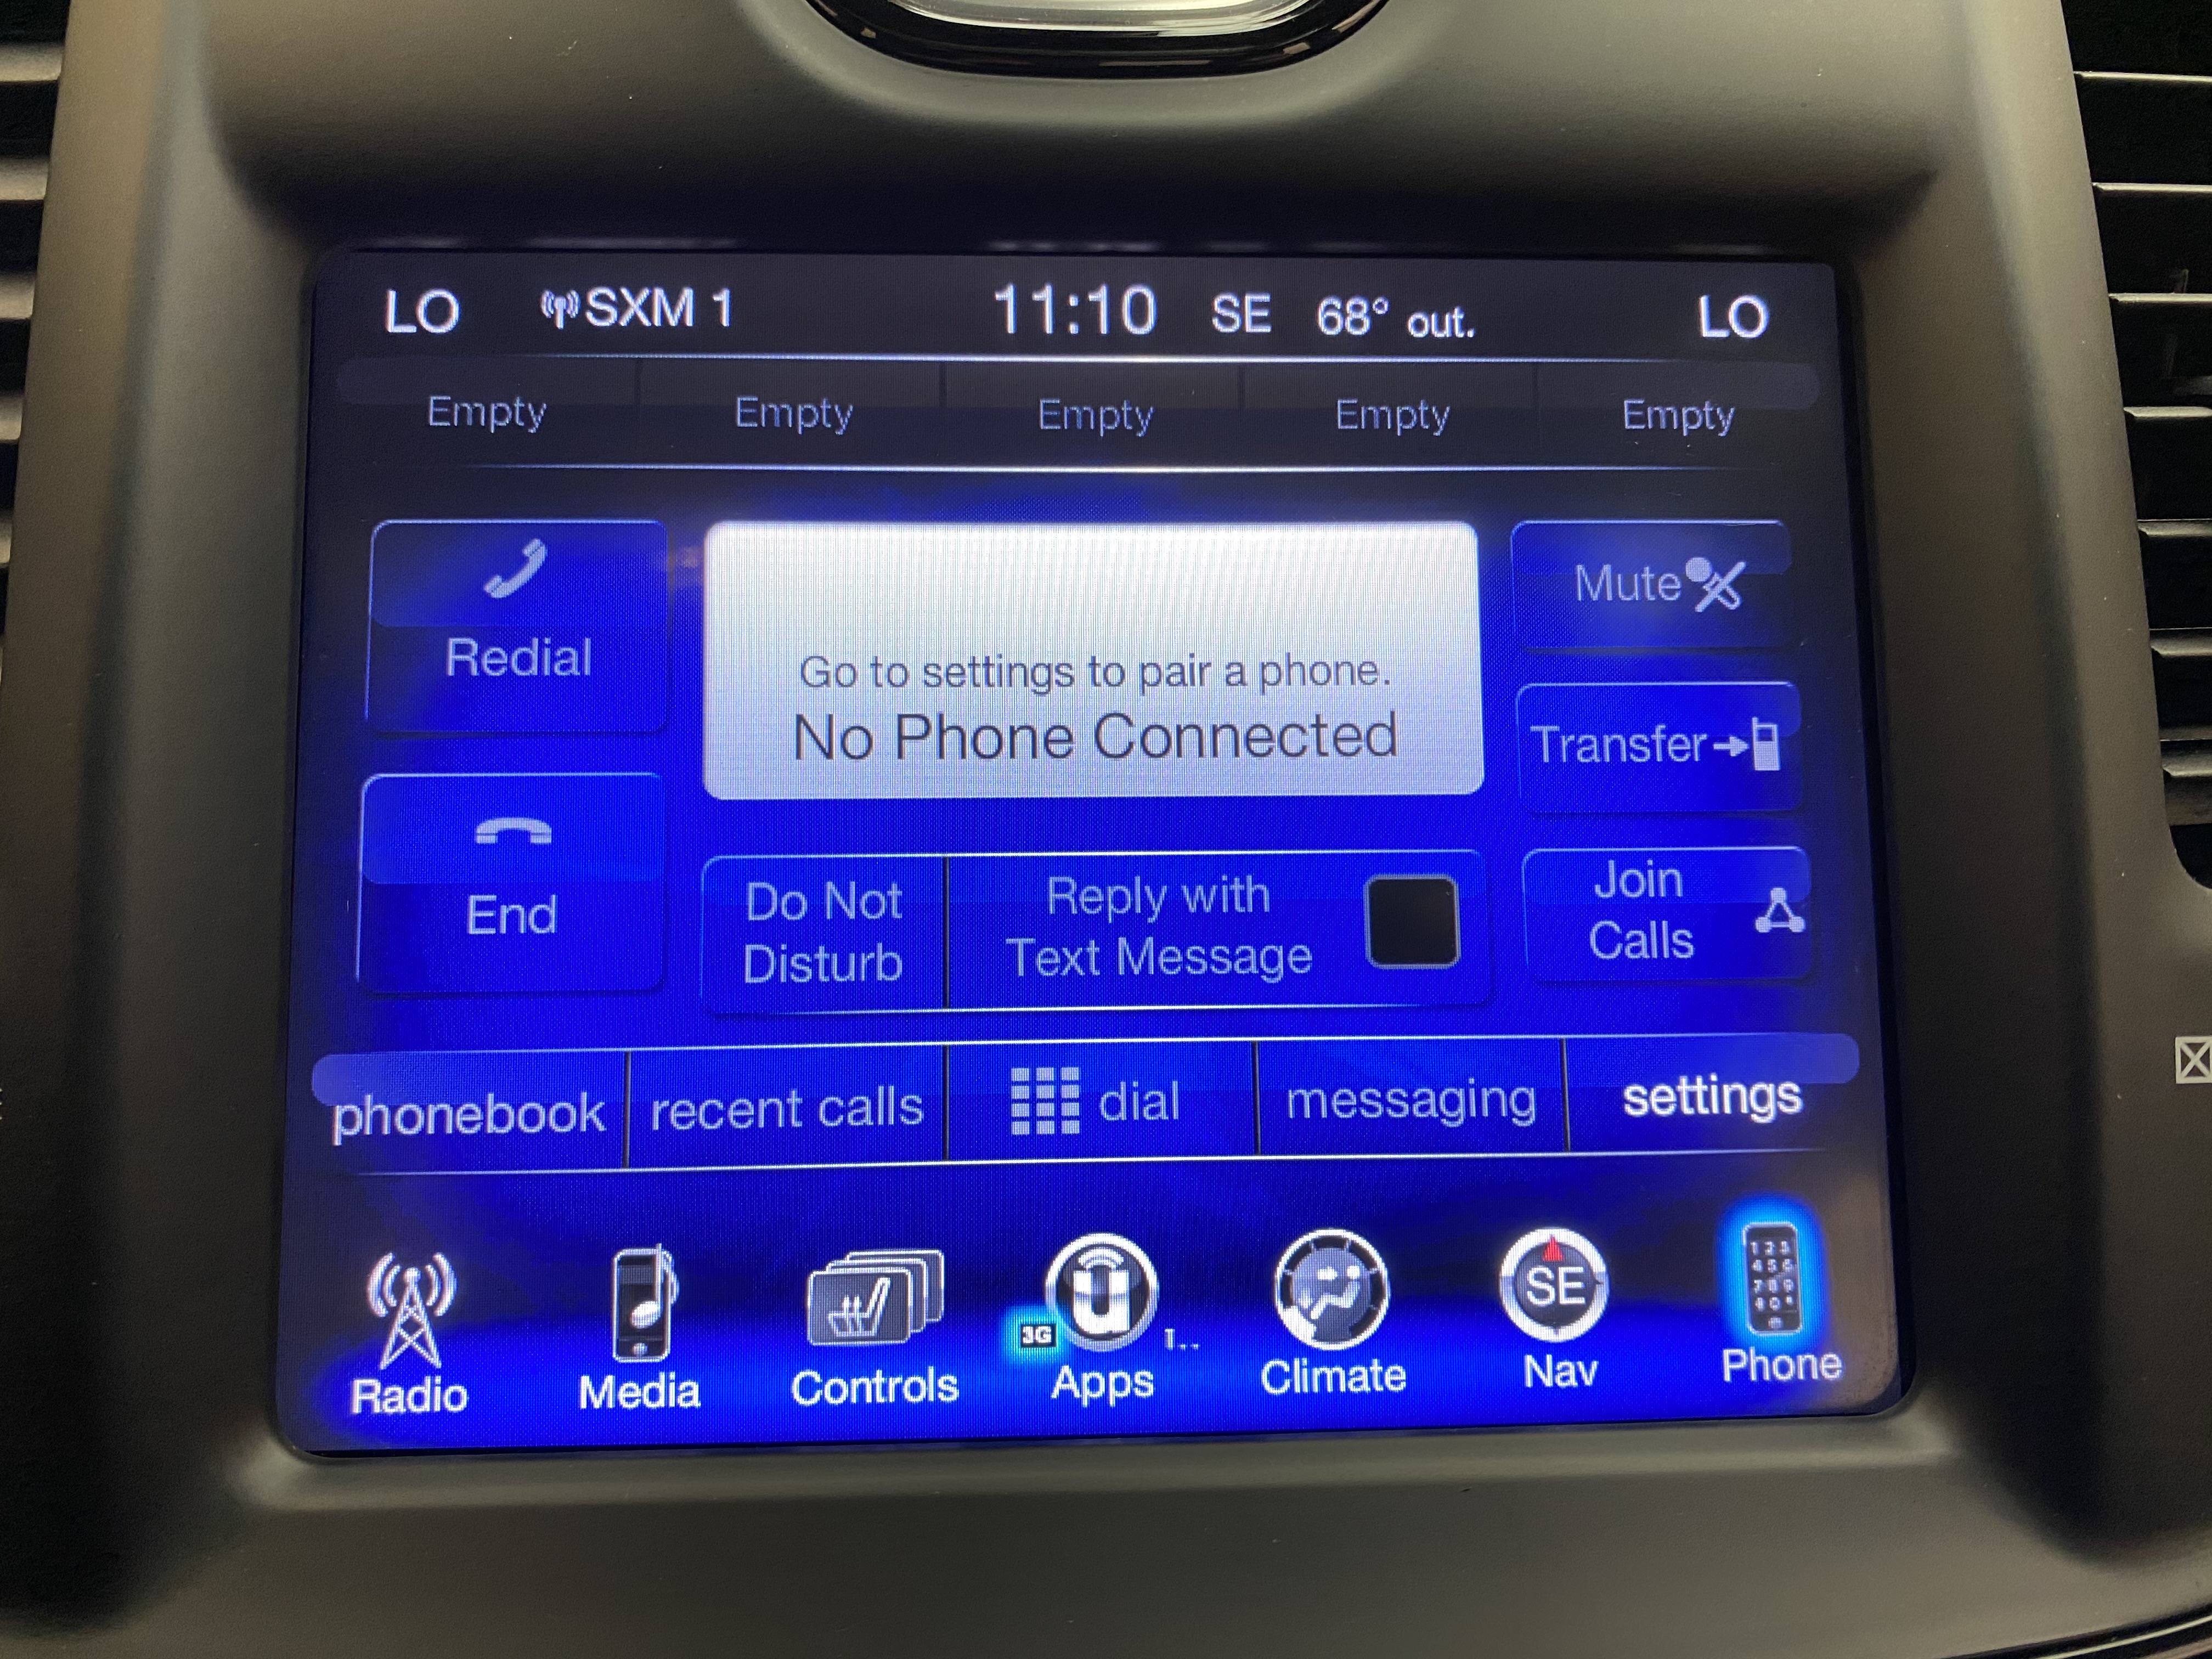 LO SXM 1 11:10 SE 68° out. LO
Empty Empty Empty Empty Empty
Redial
Go to settings to pair a phone.
No Phone Connected
Mute
Transfer
End
Do Not
Disturb
Reply with
Text Message
Join
Calls
phonebook recent calls dial messaging settings
3G
SE
Radio Media Controls Apps Climate Nav Phone